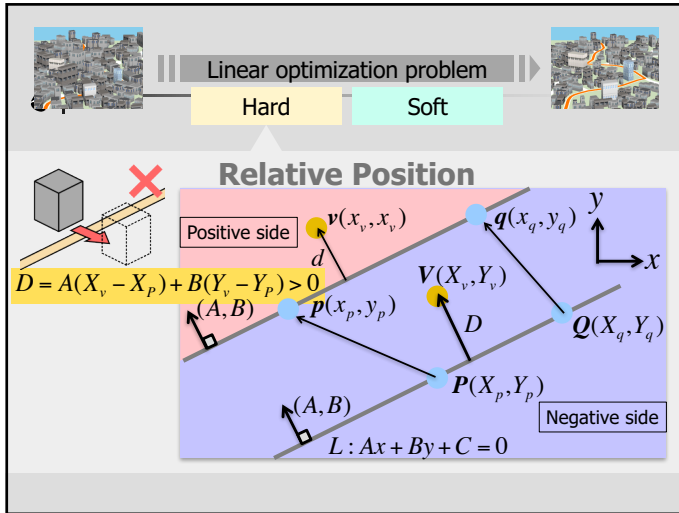 Linear optimization problem
Hard
Soft
Relative Position
Positive side
v(x_v, x_v)
q(x_q, y_q)
y
x
d
V(X_v, Y_v)
D = A(X_v − X_P) + B(Y_v − Y_P) > 0
(A, B)
p(x_p, y_p)
D
Q(X_q, Y_q)
P(X_p, Y_p)
(A, B)
Negative side
L : Ax + By + C = 0